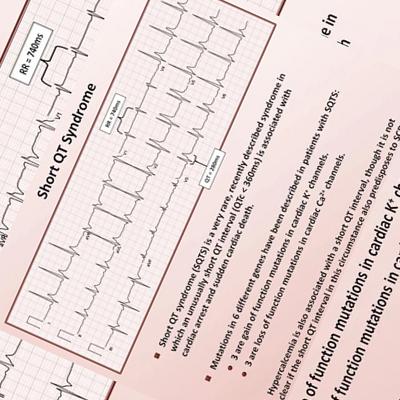 RR = 740ms
Short QT Syndrome
RR = 740ms
QT = 280ms
Short QT syndrome (SQTS) is a very rare, recently described syndrome in
which an unusually short QT interval (QTc < 360ms) is associated with
cardiac arrest and sudden cardiac death.
Mutations in 6 different genes have been described in patients with SQTS:
3 are gain of function mutations in cardiac K⁺ channels.
3 are loss of function mutations in cardiac Ca²⁺ channels.
Hypercalcemia is also associated with a short QT interval, though it is not
clear if the short QT interval in this circumstance also predisposes to SCD
of function mutations in cardiac K⁺ ch
f function mutations in ca
e in
h